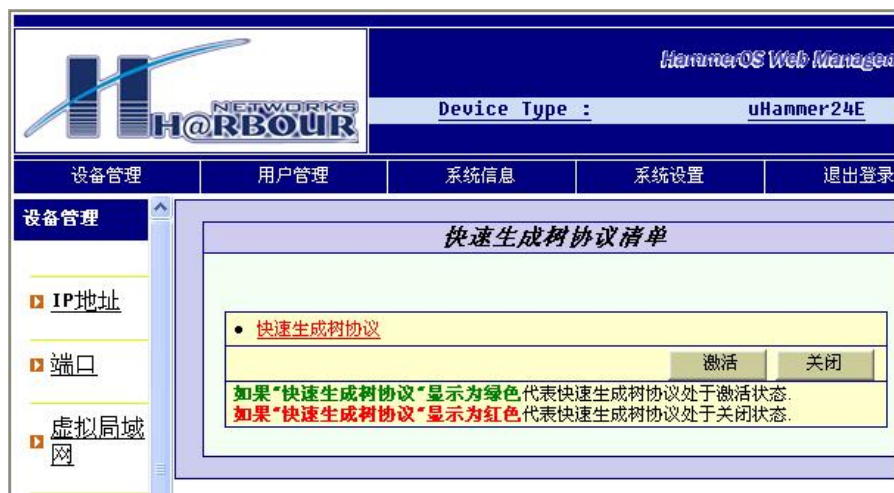 HammerOS Web Manage
NETWORKS
H@RBOUR
Device Type :
uHammer24E
设备管理
用户管理
系统信息
系统设置
退出登录
设备管理
快速生成树协议清单
IP地址
快速生成树协议
激活
关闭
端口
如果"快速生成树协议"显示为绿色代表快速生成树协议处于激活状态.
如果"快速生成树协议"显示为红色代表快速生成树协议处于关闭状态.
虚拟局域
网